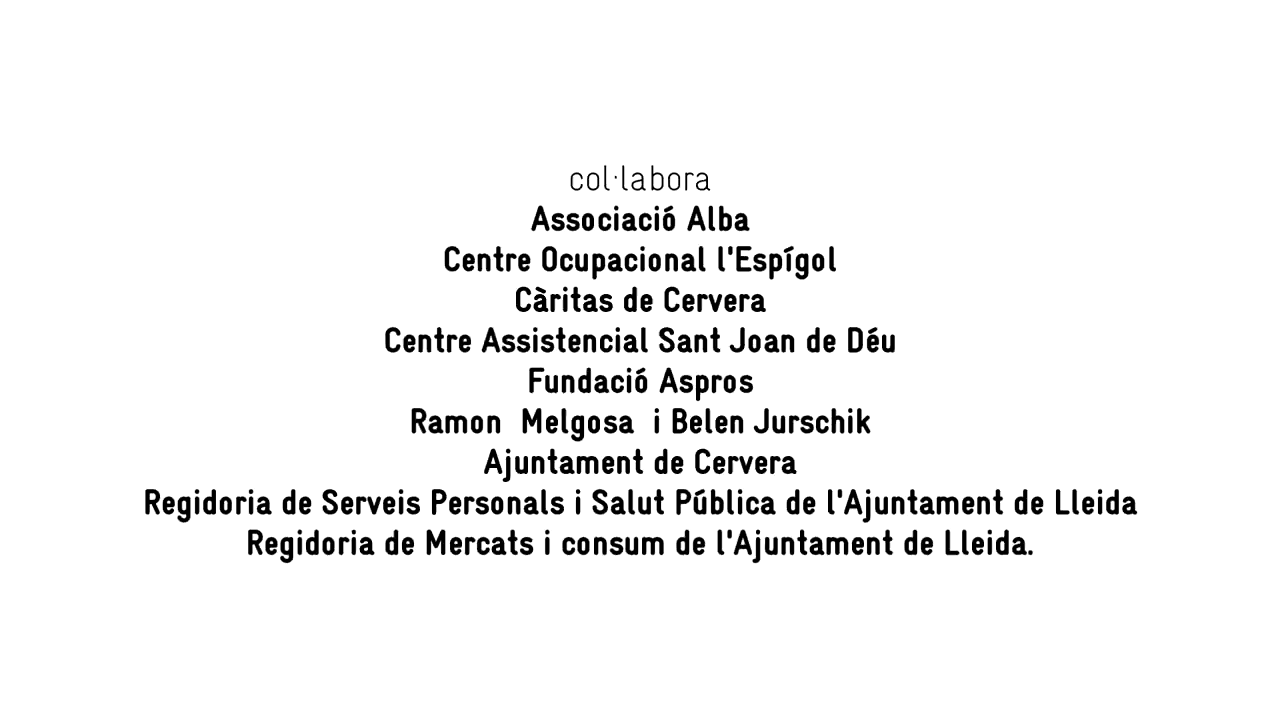 col·labora
Associació Alba
Centre Ocupacional l'Espígol
Càritas de Cervera
Centre Assistencial Sant Joan de Déu
Fundació Aspros
Ramon  Melgosa  i Belen Jurschik
Ajuntament de Cervera
Regidoria de Serveis Personals i Salut Pública de l'Ajuntament de Lleida
Regidoria de Mercats i consum de l'Ajuntament de Lleida.